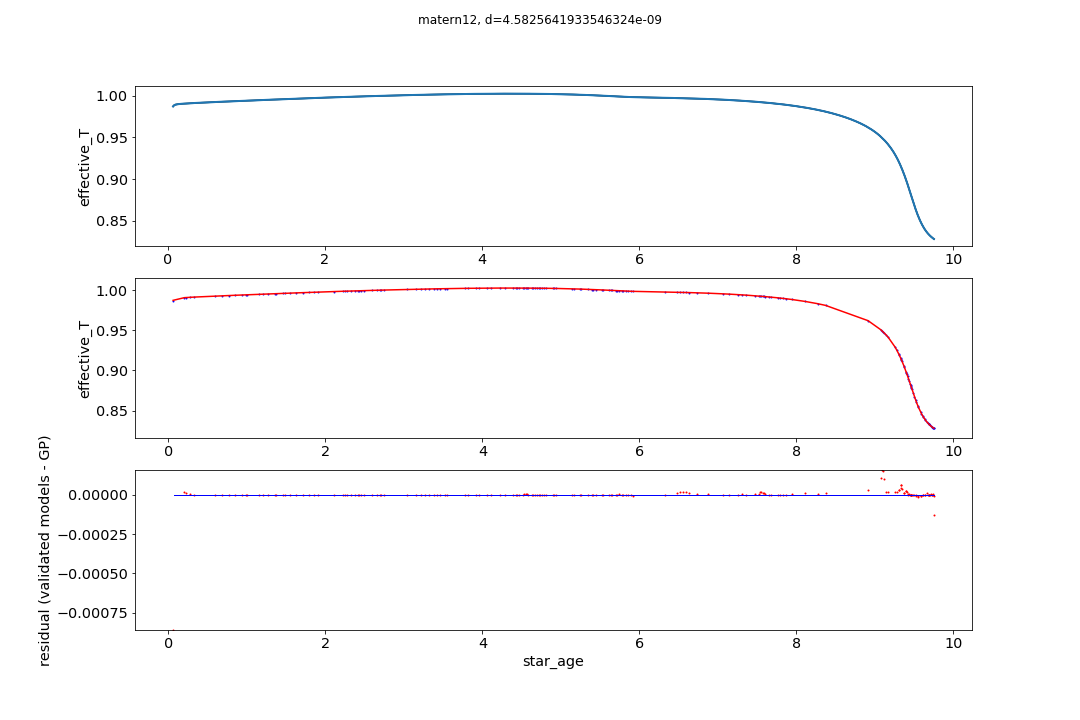 matern12, d=4.5825641933546324e-09
1.00
0.95
0.90
0.85
effective_T
0 2 4 6 8 10
1.00
0.95
0.90
0.85
effective_T
0 2 4 6 8 10
0.00000
−0.00025
−0.00050
−0.00075
residual (validated models - GP)
0 2 4 6 8 10
star_age